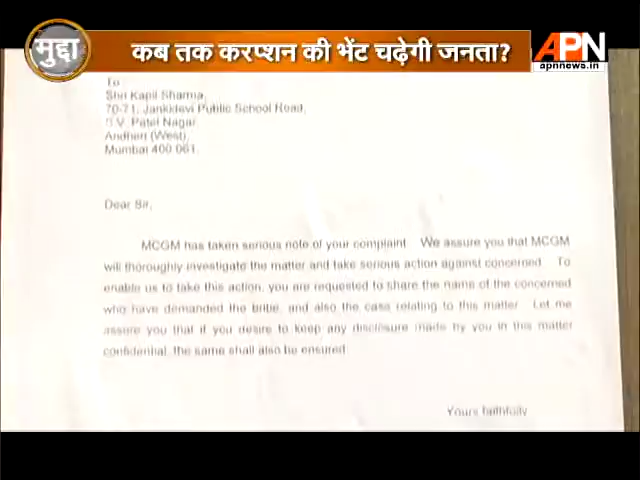 मुद्दा
कब तक करप्शन की भेंट चढ़ेगी जनता?
APN
apnnews.in
To
Shri Kapil Sharma,
70-71, Jankidevi Public School Road,
S.V. Patel Nagar
Andheri (West),
Mumbai 400 061.
Dear Sir,
MCGM has taken serious note of your complaint. We assure you that MCGM
will thoroughly investigate the matter and take serious action against concerned. To
enable us to take this action, you are requested to share the name of the concerned
who have demanded the bribe, and also the case relating to this matter. Let me
assure you that if you desire to keep any disclosure made by you in this matter
confidential, the same shall also be ensured.
Yours faithfully